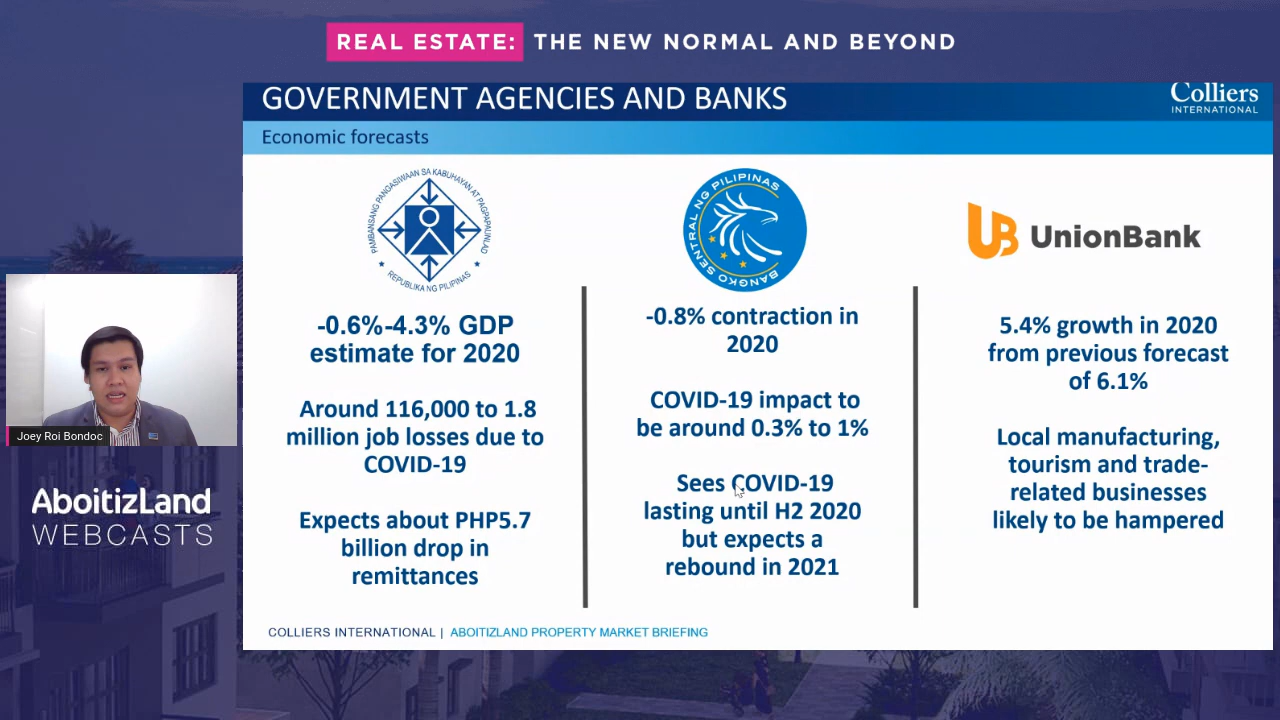 REAL ESTATE: THE NEW NORMAL AND BEYOND
GOVERNMENT AGENCIES AND BANKS
Colliers
INTERNATIONAL
Economic forecasts
PAMBANSANG PANGASIWAAN SA KABUHAYAN AT PAGPAPAUNLAD
REPUBLIKA NG PILIPINAS
-0.6%-4.3% GDP
estimate for 2020
Around 116,000 to 1.8
million job losses due to
COVID-19
Expects about PHP5.7
billion drop in
remittances
BANGKO SENTRAL NG PILIPINAS
-0.8% contraction in
2020
COVID-19 impact to
be around 0.3% to 1%
Sees COVID-19
lasting until H2 2020
but expects a
rebound in 2021
UB UnionBank
5.4% growth in 2020
from previous forecast
of 6.1%
Local manufacturing,
tourism and trade-
related businesses
likely to be hampered
COLLIERS INTERNATIONAL | ABOITIZLAND PROPERTY MARKET BRIEFING
Joey Roi Bondoc
AboitizLand
WEBCASTS